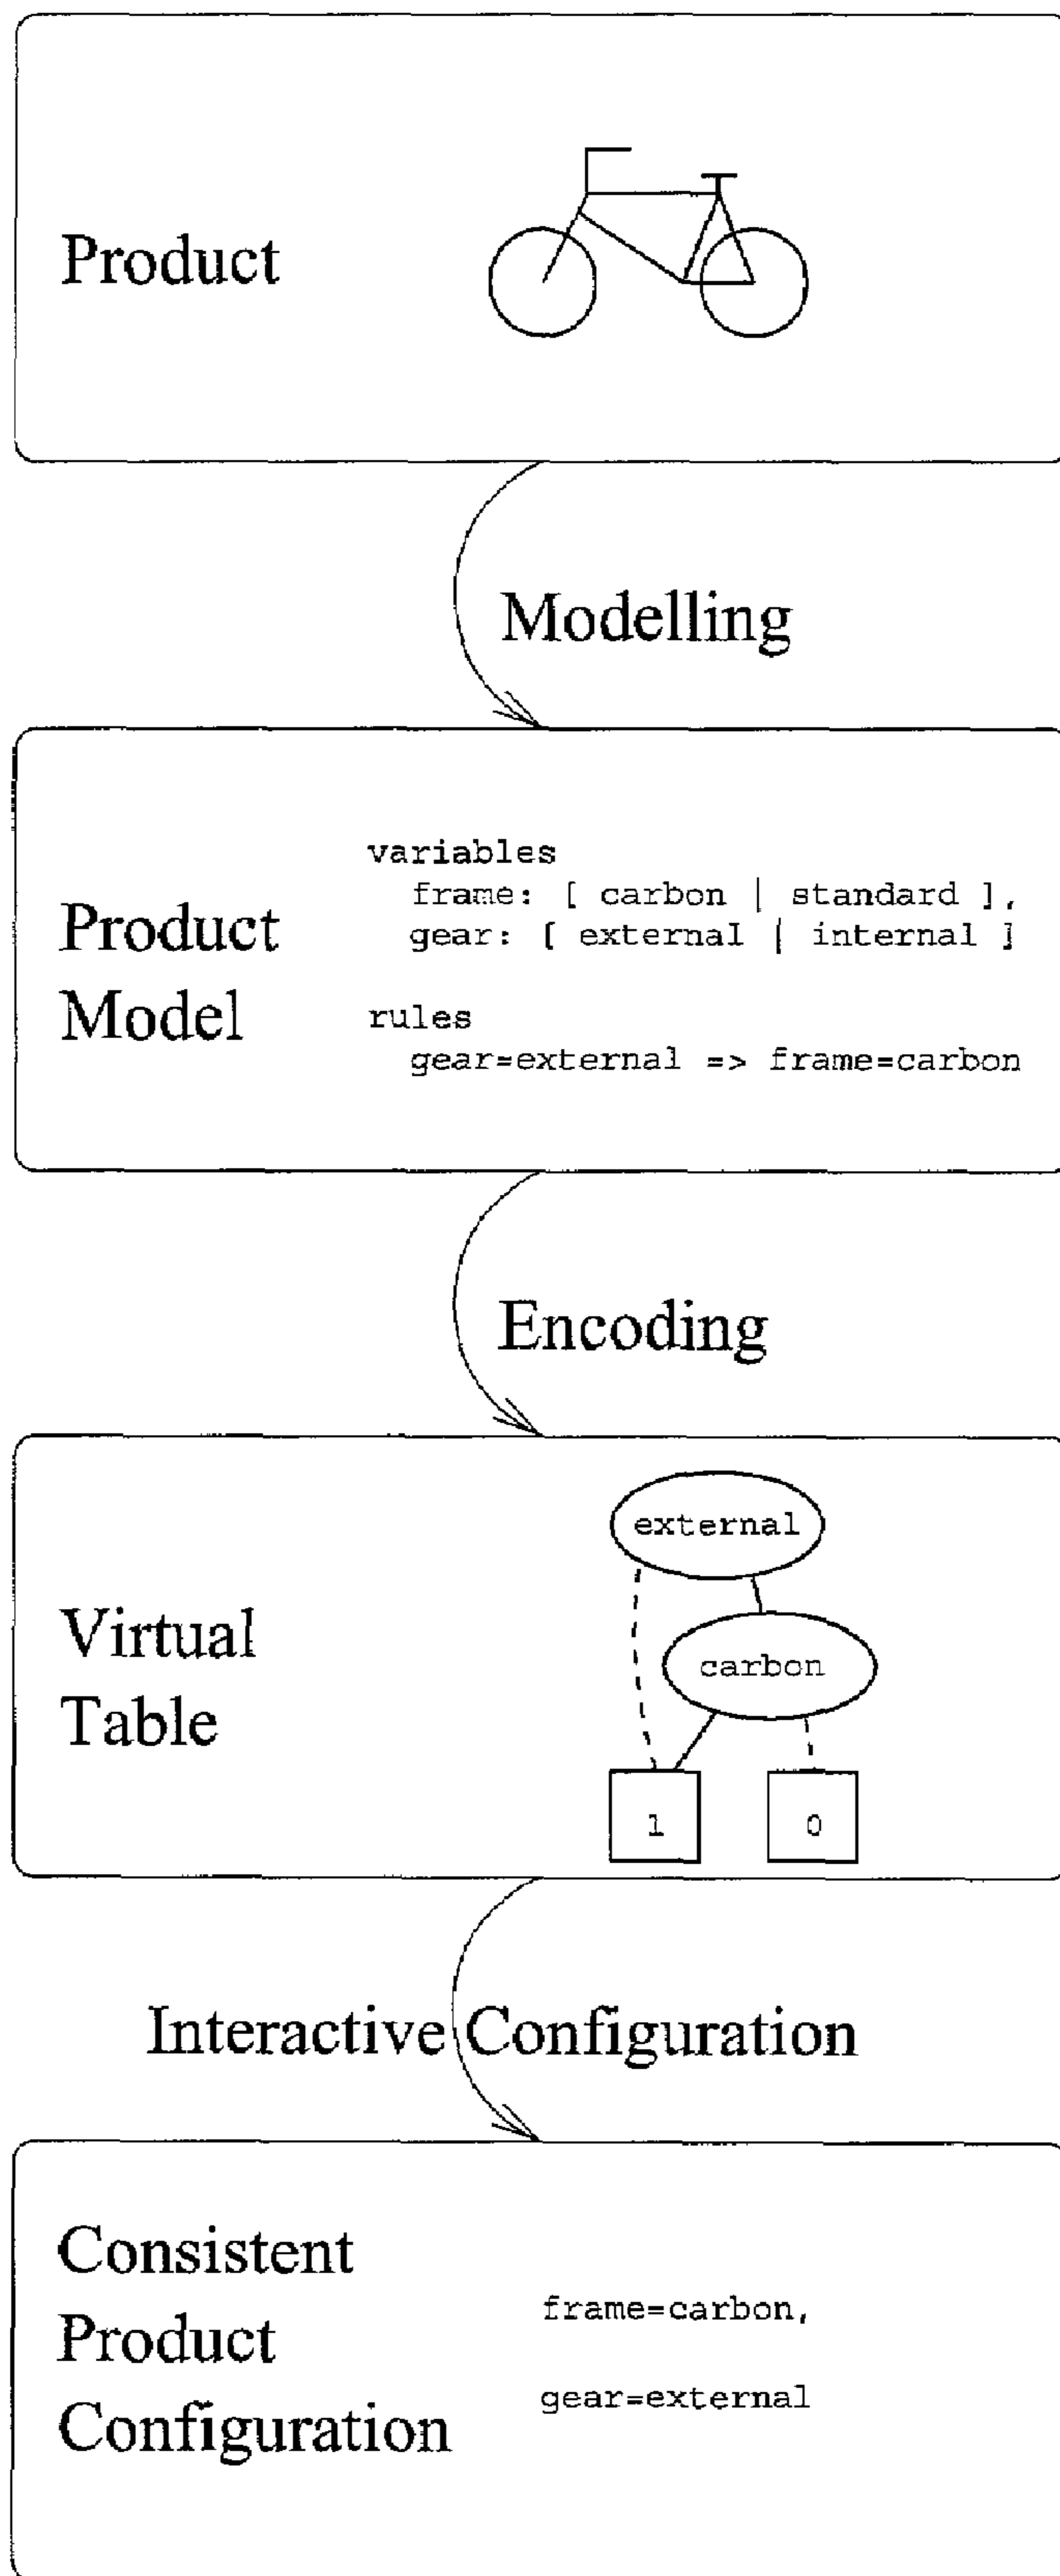 Product
Modelling
Product
Model
variables
frame: [ carbon | standard ],
gear: [ external | internal ]
rules
gear=external => frame=carbon
Encoding
Virtual
Table
external
carbon
1
0
Interactive Configuration
Consistent
Product
Configuration
frame=carbon,
gear=external